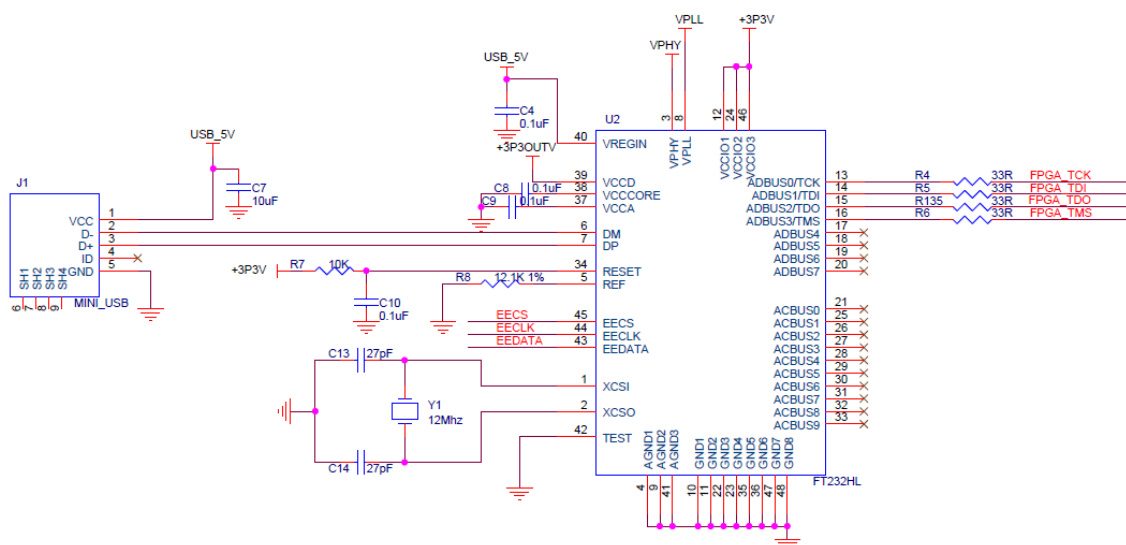 VPLL
+3P3V
VPHY
USB_5V
C4
0.1uF
U2
12
24
46
3
8
40
VREGIN
VPHY
VPLL
VCCIO1
VCCIO2
VCCIO3
USB_5V
+3P3OUTV
J1
C7
10uF
39
VCCD
38
VCCCORE
37
VCCA
C8
0.1uF
C9
0.1uF
ADBUS0/TCK
13
R4
33R
FPGA_TCK
ADBUS1/TDI
14
R5
33R
FPGA_TDI
ADBUS2/TDO
15
R135
33R
FPGA_TDO
ADBUS3/TMS
16
R6
33R
FPGA_TMS
ADBUS4
17
ADBUS5
18
ADBUS6
19
ADBUS7
20
VCC
1
D-
2
D+
3
ID
4
GND
5
SH1
SH2
SH3
SH4
6
7
8
9
MINI_USB
6
DM
7
DP
+3P3V
R7
10K
34
RESET
R8
12.1K 1%
5
REF
C10
0.1uF
EECS
45
EECS
EECLK
44
EECLK
EEDATA
43
EEDATA
ACBUS0
21
ACBUS1
25
ACBUS2
26
ACBUS3
27
ACBUS4
28
ACBUS5
29
ACBUS6
30
ACBUS7
31
ACBUS8
32
ACBUS9
33
C13
27pF
1
XCSI
Y1
12Mhz
2
XCSO
42
TEST
C14
27pF
AGND1
AGND2
AGND3
GND1
GND2
GND3
GND4
GND5
GND6
GND7
GND8
FT232HL
4
9
41
10
11
22
23
35
36
47
48